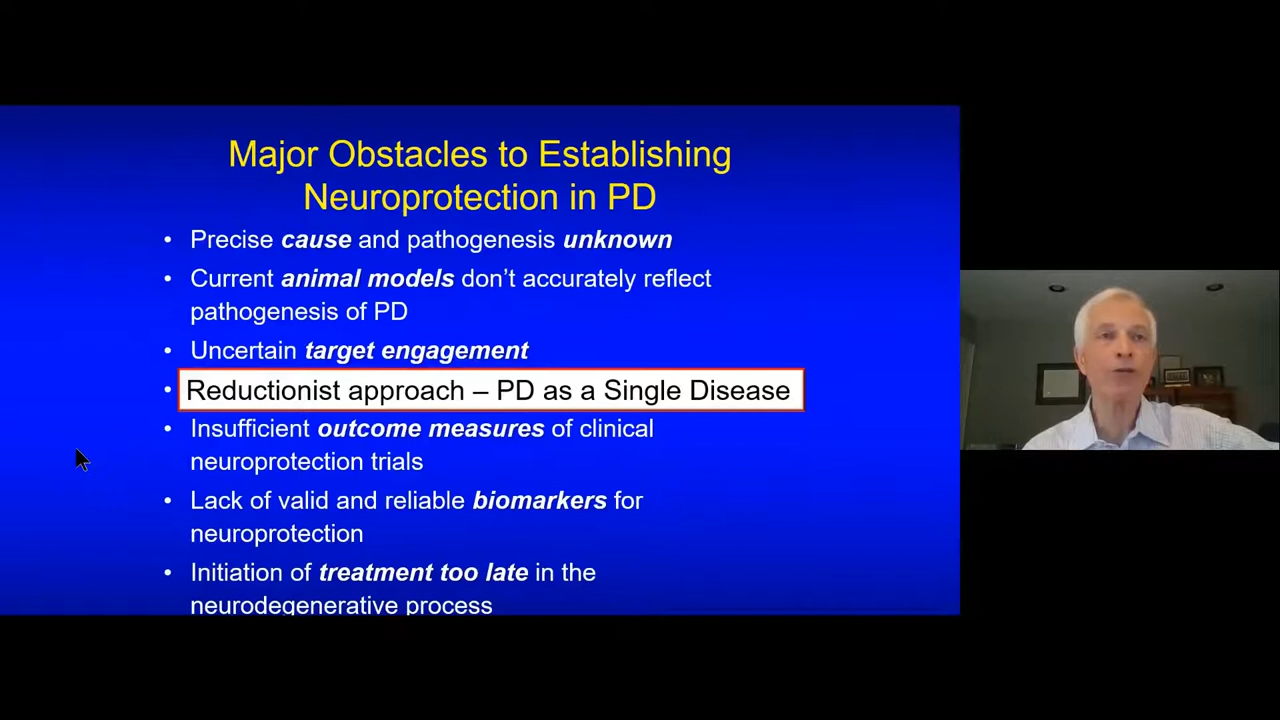 Major Obstacles to Establishing
Neuroprotection in PD
• Precise cause and pathogenesis unknown
• Current animal models don’t accurately reflect
pathogenesis of PD
• Uncertain target engagement
• Reductionist approach – PD as a Single Disease
• Insufficient outcome measures of clinical
neuroprotection trials
• Lack of valid and reliable biomarkers for
neuroprotection
• Initiation of treatment too late in the
neurodegenerative process